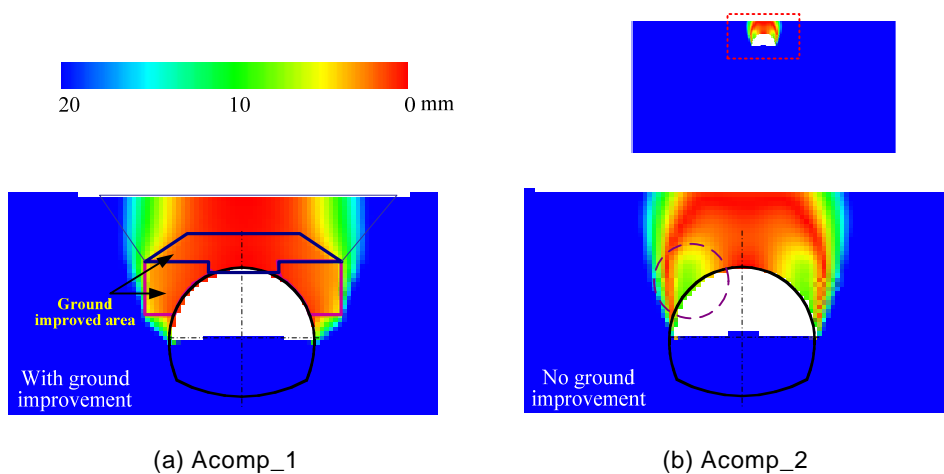 20
10
0 mm
Ground
improved area
With ground
improvement
No ground
improvement
(a) Acomp_1
(b) Acomp_2